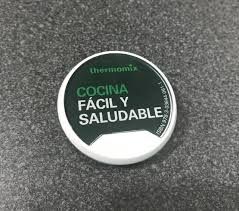 thermomix
COCINA
FÁCIL Y
SALUDABLE